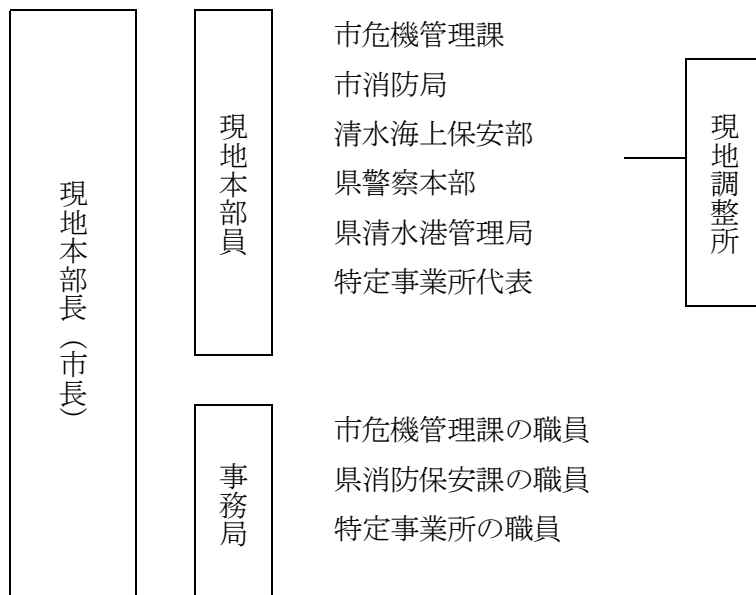 現地本部長（市長）
現地本部員
市危機管理課
市消防局
清水海上保安部
県警察本部
県清水港管理局
特定事業所代表
現地調整所
事務局
市危機管理課の職員
県消防保安課の職員
特定事業所の職員